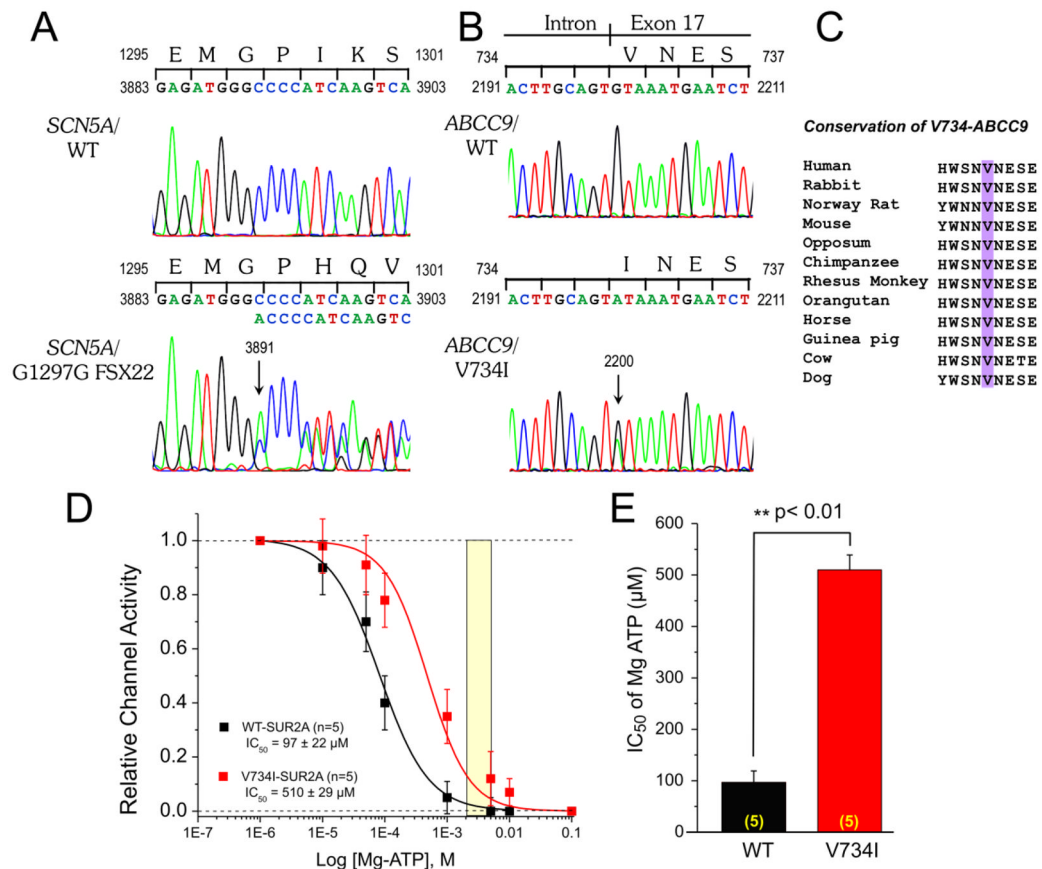 A
1295 E M G P I K S 1301
3883 GAGATGGGCCCCATCAAGTCA 3903
SCN5A/
WT
1295 E M G P H Q V 1301
3883 GAGATGGGCCCCATCAAGTCA 3903
ACCCCATCAAGTC
SCN5A/
G1297G FSX22
3891
B
Intron Exon 17
734 V N E S 737
2191 ACTTGCAGTGTAAATGAATCT 2211
ABCC9/
WT
734 I N E S 737
2191 ACTTGCAGTATAAATGAATCT 2211
ABCC9/
V734I
2200
C
Conservation of V734-ABCC9
Human HWSNVNESE
Rabbit HWSNVNESE
Norway Rat YWNNVNESE
Mouse YWNNVNESE
Opposum HWSNVNESE
Chimpanzee HWSNVNESE
Rhesus Monkey HWSNVNESE
Orangutan HWSNVNESE
Horse HWSNVNESE
Guinea pig HWSNVNESE
Cow HWSNVNETE
Dog YWSNVNESE
D
Relative Channel Activity
1.0
0.8
0.6
0.4
0.2
0.0
WT-SUR2A (n=5)
IC50 = 97 ± 22 µM
V734I-SUR2A (n=5)
IC50 = 510 ± 29 µM
1E-7 1E-6 1E-5 1E-4 1E-3 0.01 0.1
Log [Mg-ATP], M
E
** p< 0.01
IC50 of Mg ATP (µM)
600
500
400
300
200
100
0
(5) (5)
WT V734I